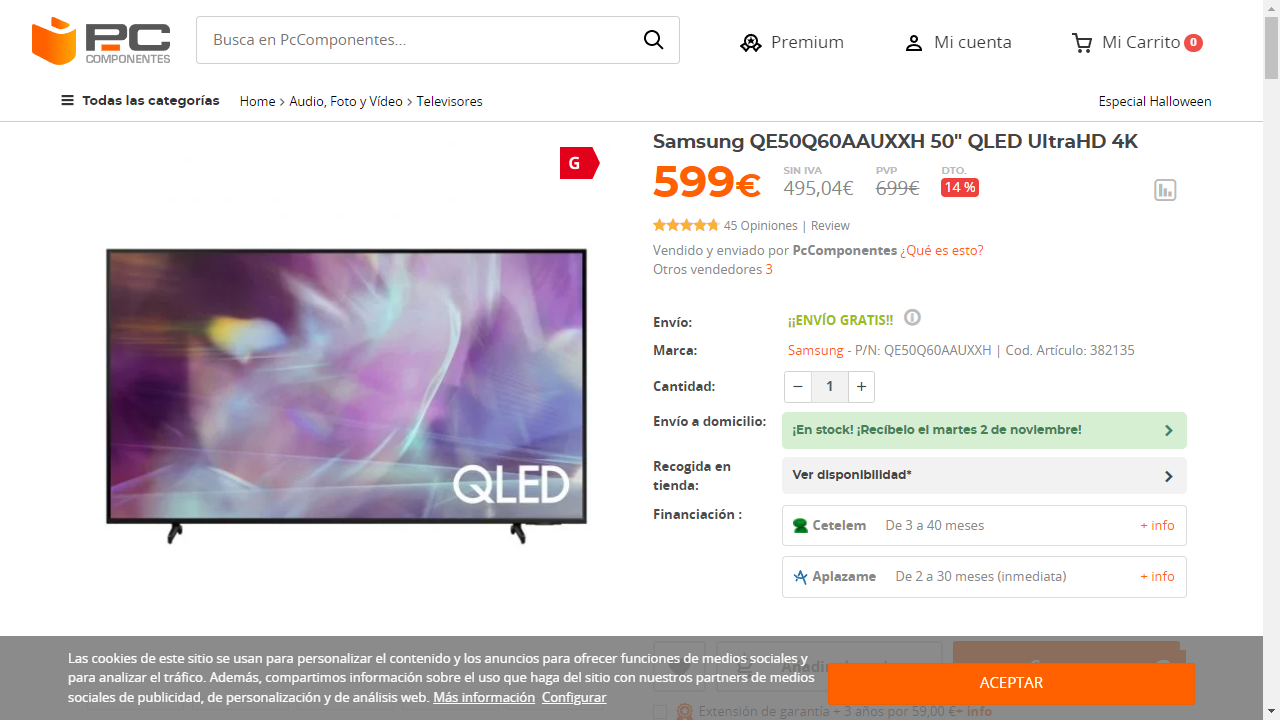 PC
COMPONENTES
Busca en PcComponentes...
Premium
Mi cuenta
Mi Carrito 0
Todas las categorías
Home > Audio, Foto y Vídeo > Televisores
Especial Halloween
G
QLED
Samsung QE50Q60AAUXXH 50" QLED UltraHD 4K
599€
SIN IVA
495,04€
PVP
699€
DTO.
14 %
45 Opiniones | Review
Vendido y enviado por PcComponentes ¿Qué es esto?
Otros vendedores 3
Envío: ¡¡ENVÍO GRATIS!!
Marca: Samsung - P/N: QE50Q60AAUXXH | Cod. Artículo: 382135
Cantidad: − 1 +
Envío a domicilio: ¡En stock! ¡Recíbelo el martes 2 de noviembre!
Recogida en
tienda:
Ver disponibilidad*
Financiación :
Cetelem De 3 a 40 meses + info
Aplazame De 2 a 30 meses (inmediata) + info
Las cookies de este sitio se usan para personalizar el contenido y los anuncios para ofrecer funciones de medios sociales y
para analizar el tráfico. Además, compartimos información sobre el uso que haga del sitio con nuestros partners de medios
sociales de publicidad, de personalización y de análisis web. Más información Configurar
ACEPTAR
Extensión de garantía + 3 años por 59,00 €+ info